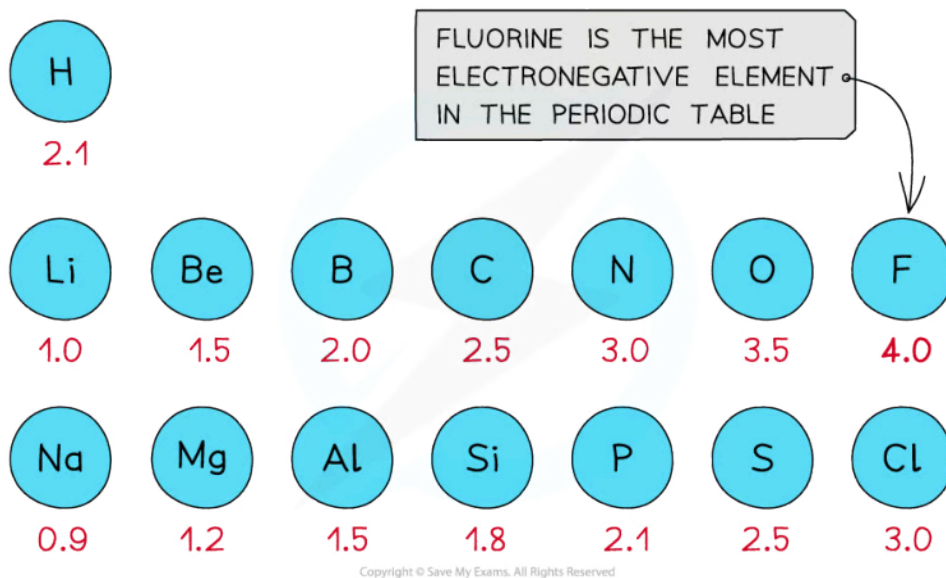 FLUORINE IS THE MOST
ELECTRONEGATIVE ELEMENT
IN THE PERIODIC TABLE
H
2.1
Li Be B C N O F
1.0 1.5 2.0 2.5 3.0 3.5 4.0
Na Mg Al Si P S Cl
0.9 1.2 1.5 1.8 2.1 2.5 3.0
Copyright © Save My Exams. All Rights Reserved